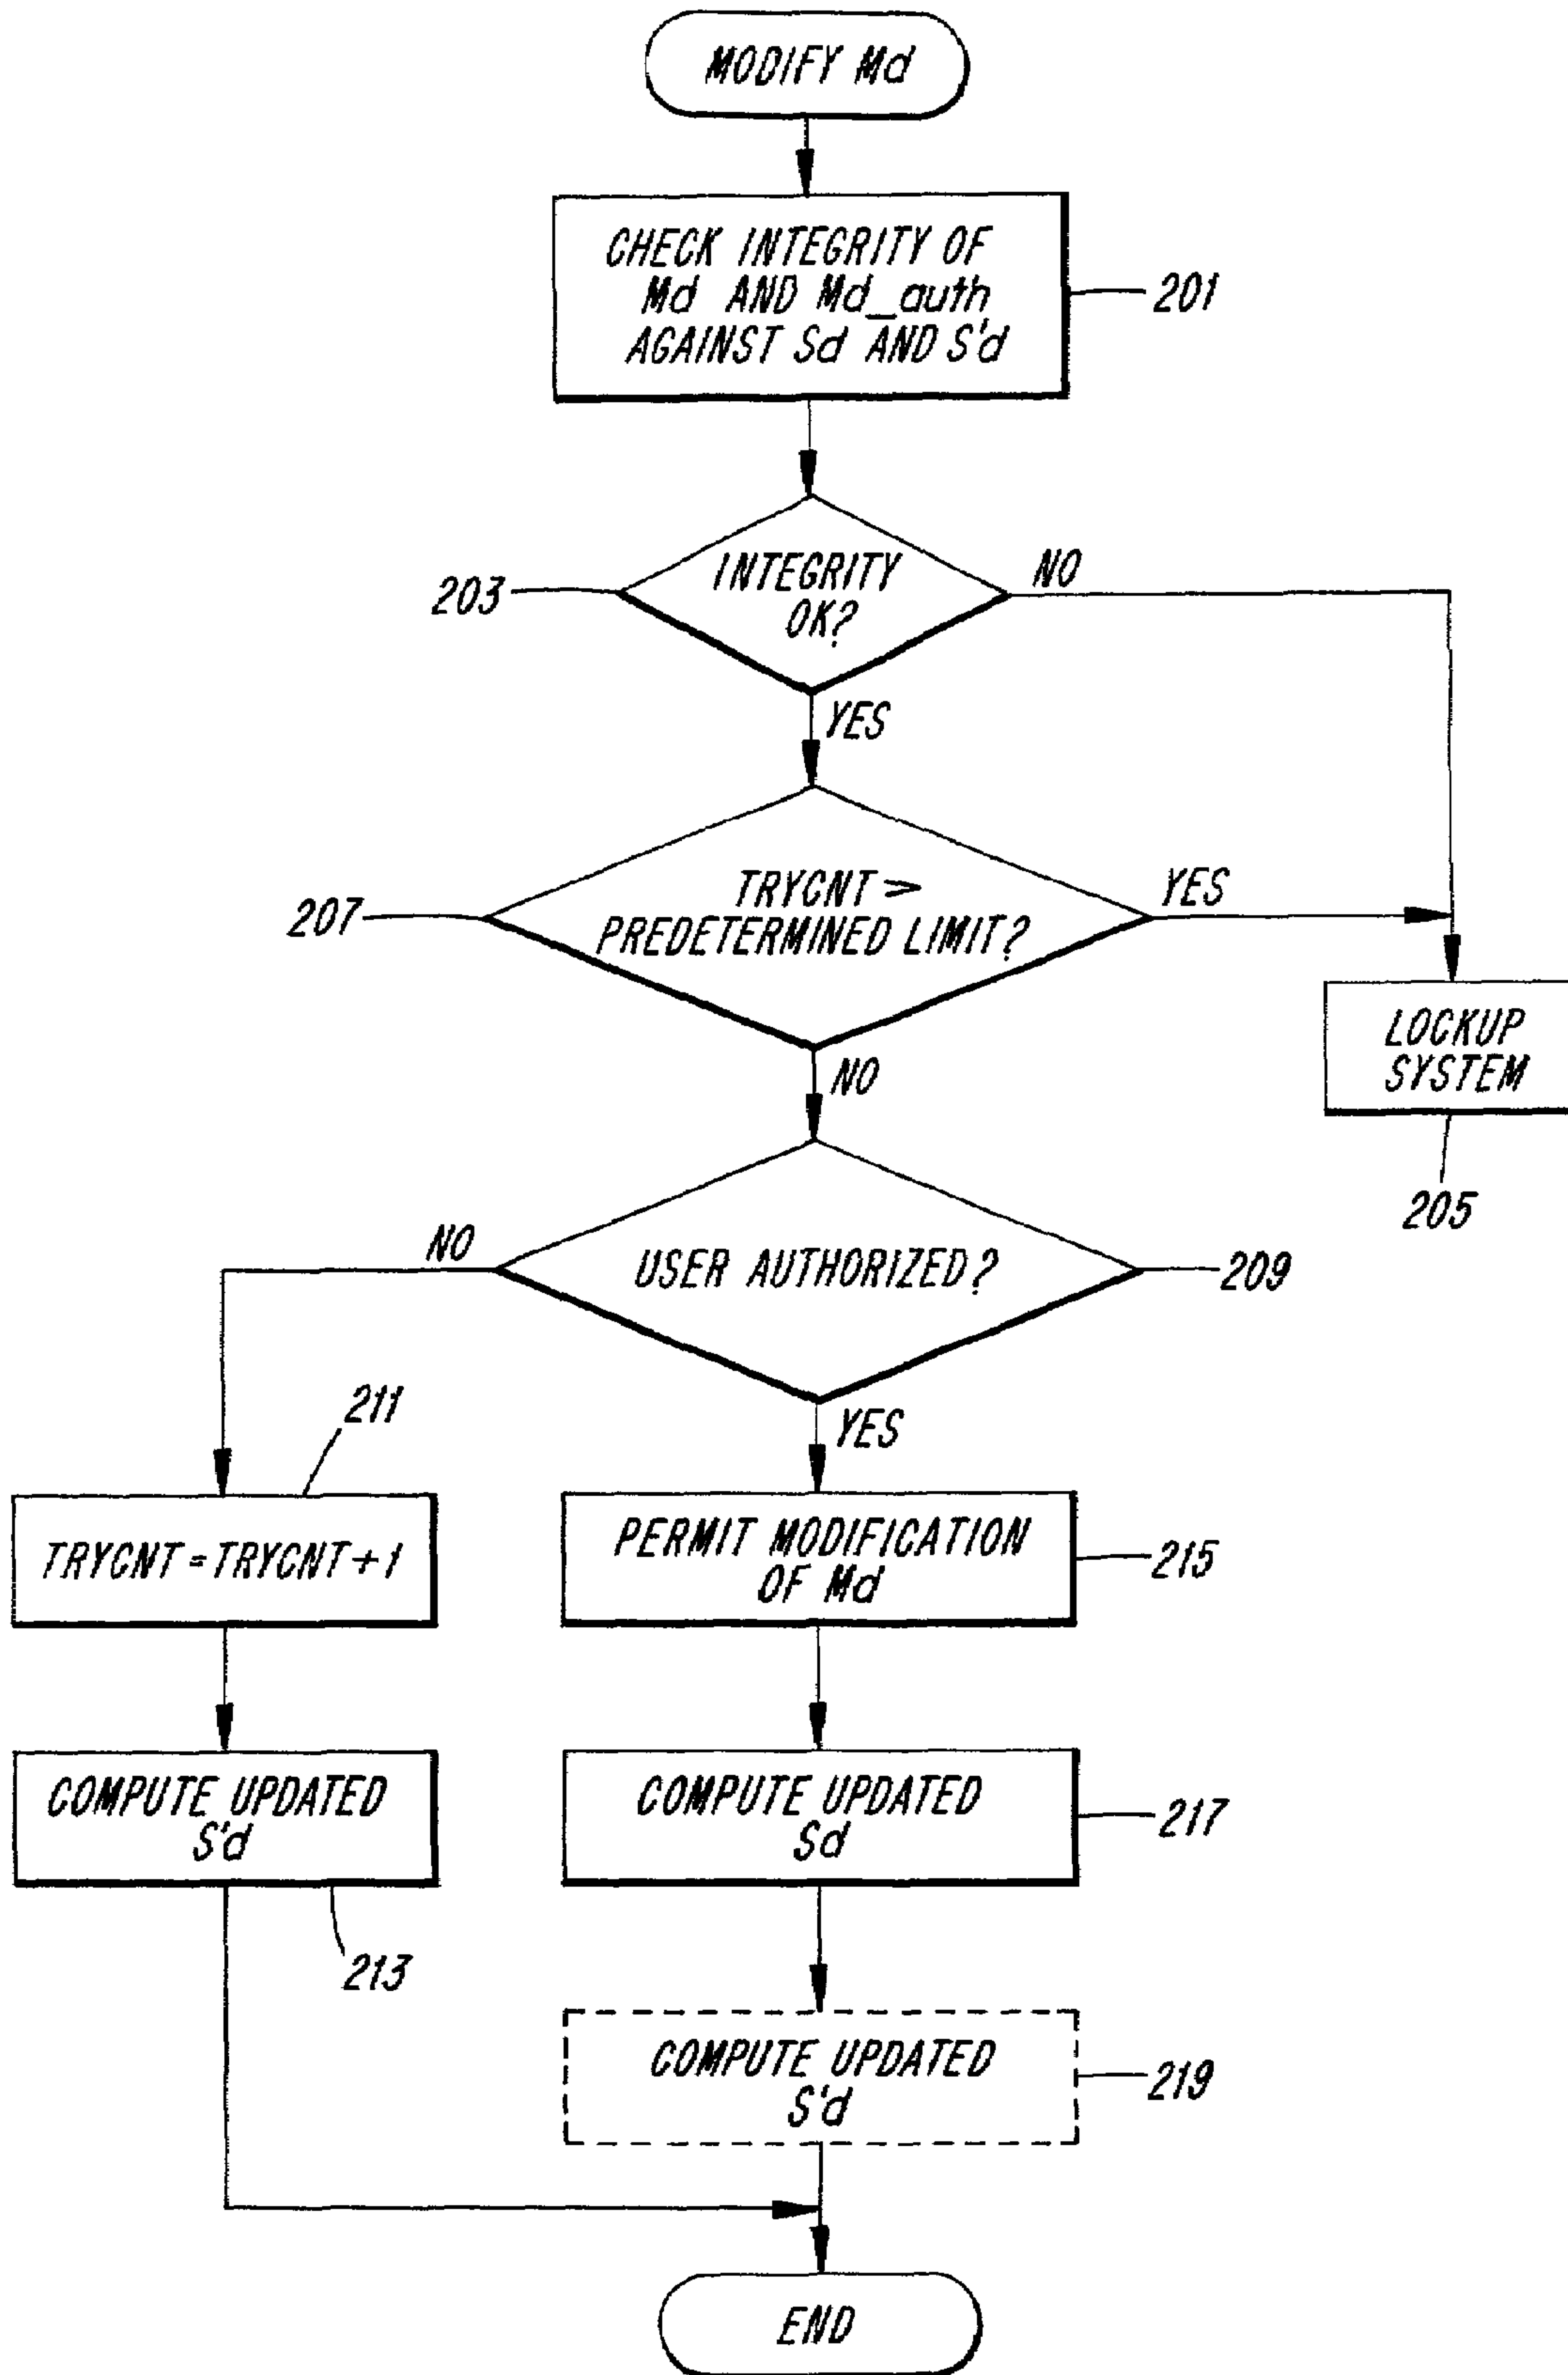 MODIFY Md
CHECK INTEGRITY OF
Md AND Md_auth
AGAINST Sd AND S'd
201
INTEGRITY
OK?
203
NO
YES
TRYCNT >
PREDETERMINED LIMIT?
207
YES
NO
LOCKUP
SYSTEM
205
USER AUTHORIZED?
209
NO
YES
211
TRYCNT = TRYCNT + 1
PERMIT MODIFICATION
OF Md
215
COMPUTE UPDATED
S'd
213
COMPUTE UPDATED
Sd
217
COMPUTE UPDATED
S'd
219
END